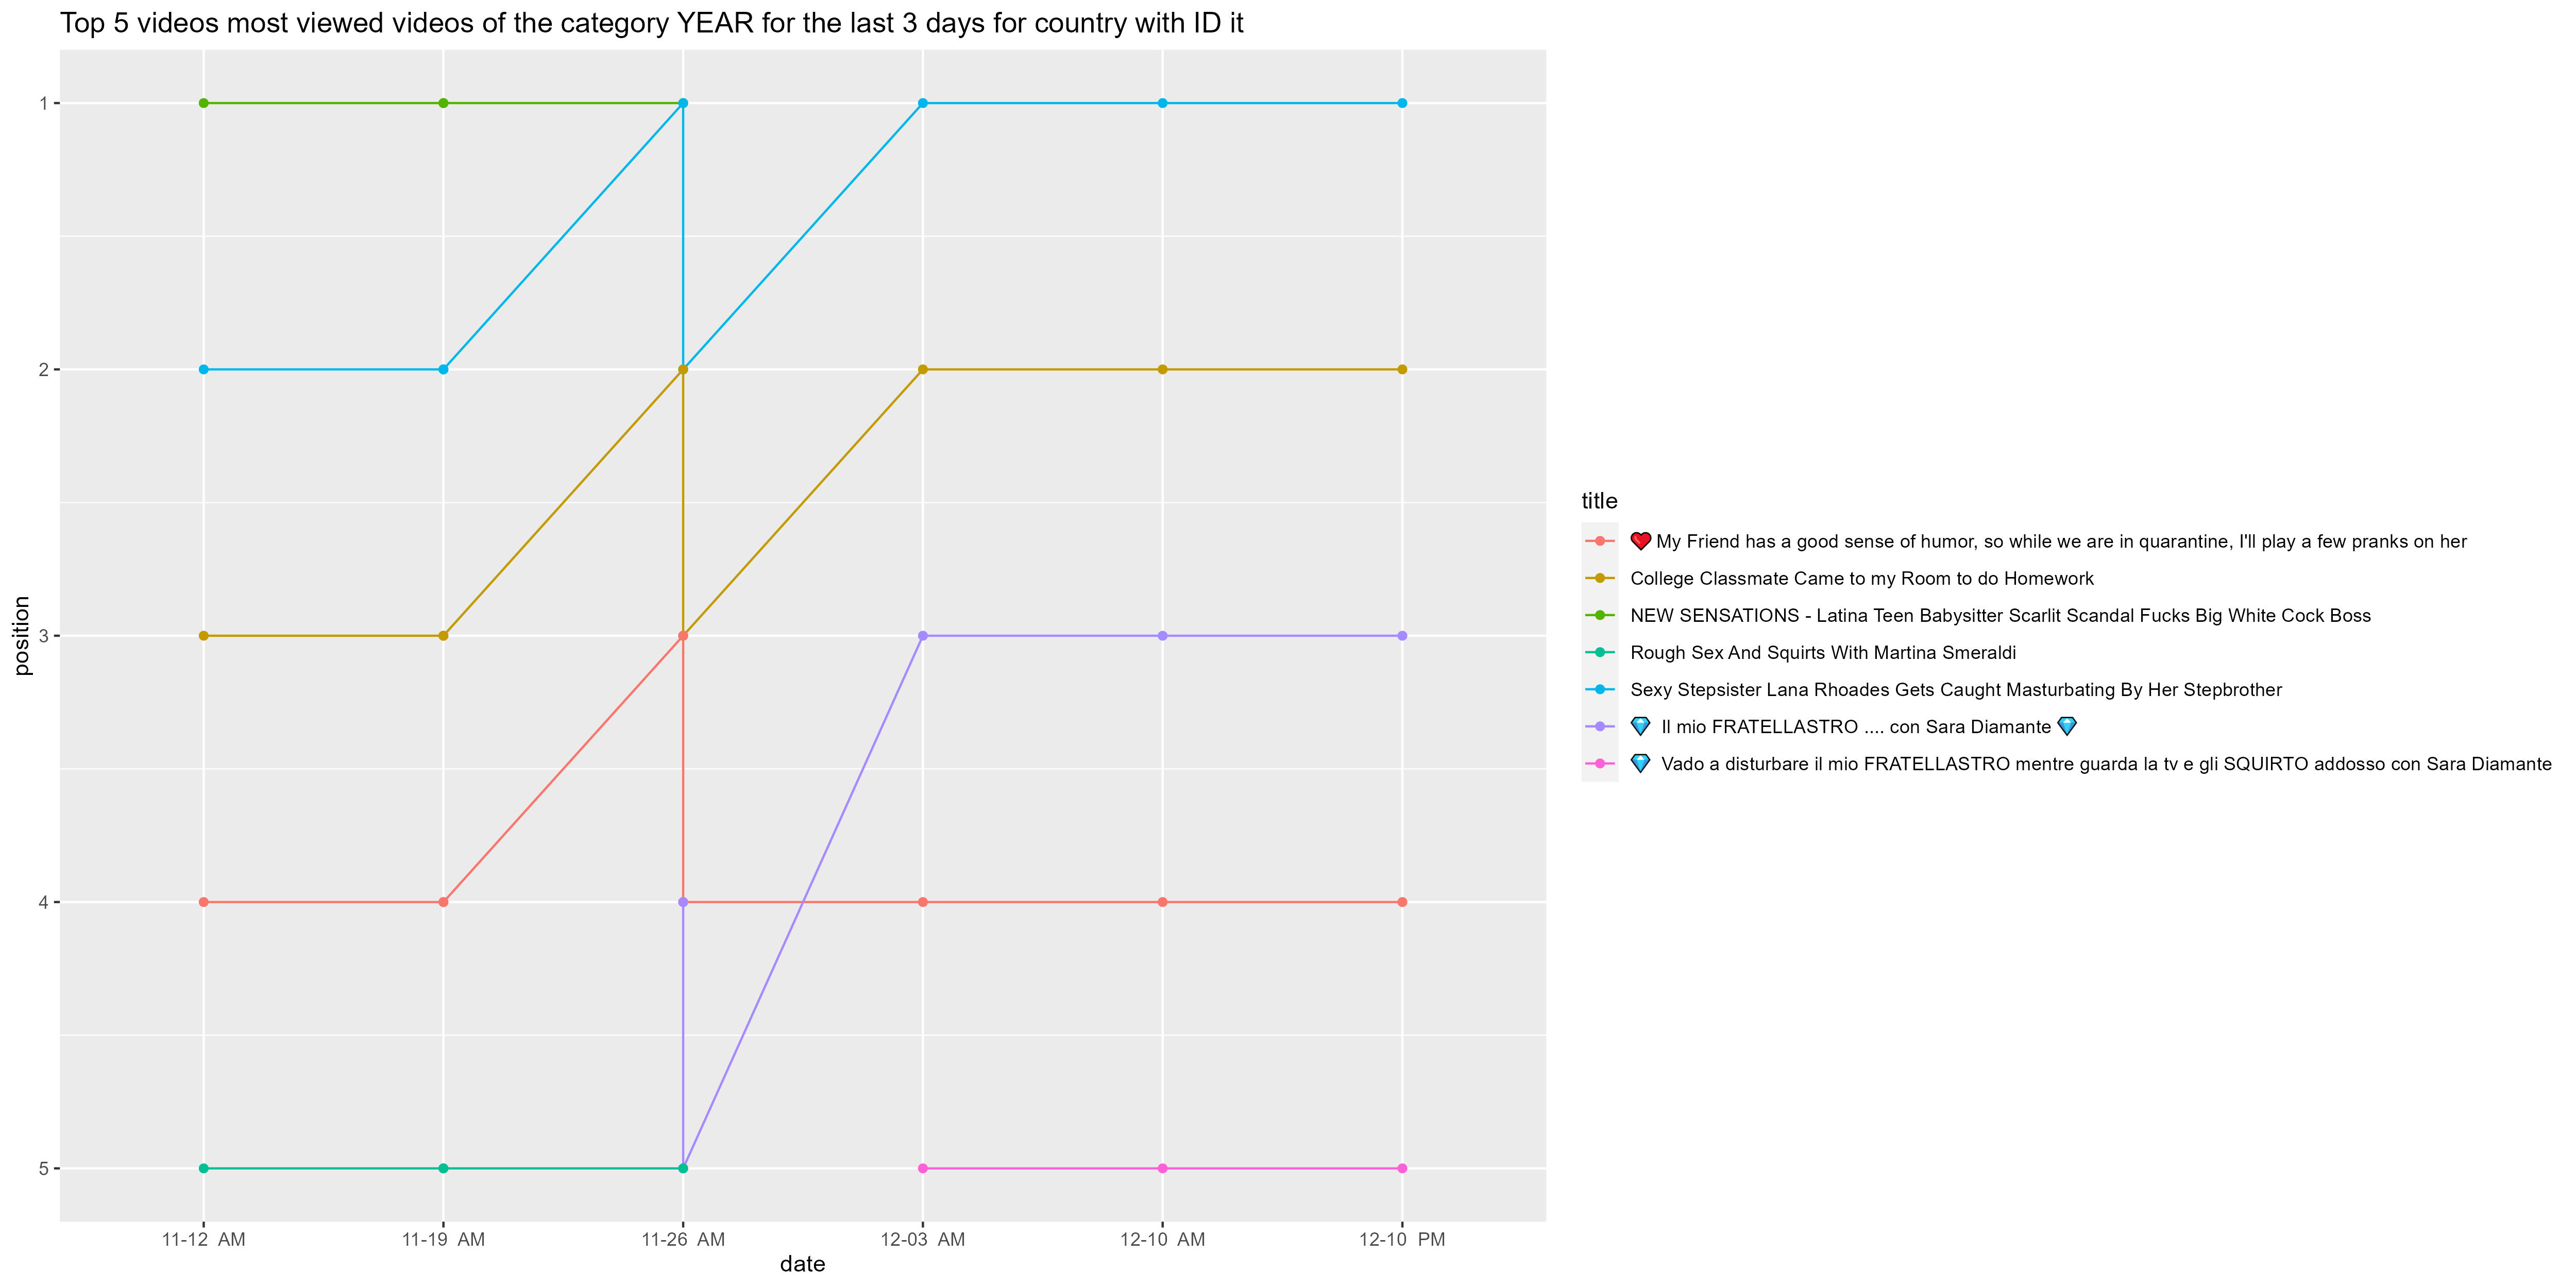 Top 5 videos most viewed videos of the category YEAR for the last 3 days for country with ID it
1
2
3
4
5
position
11-12 AM
11-19 AM
11-26 AM
12-03 AM
12-10 AM
12-10 PM
date
title
❤️ My Friend has a good sense of humor, so while we are in quarantine, I'll play a few pranks on her
College Classmate Came to my Room to do Homework
NEW SENSATIONS - Latina Teen Babysitter Scarlit Scandal Fucks Big White Cock Boss
Rough Sex And Squirts With Martina Smeraldi
Sexy Stepsister Lana Rhoades Gets Caught Masturbating By Her Stepbrother
💎 Il mio FRATELLASTRO .... con Sara Diamante 💎
💎 Vado a disturbare il mio FRATELLASTRO mentre guarda la tv e gli SQUIRTO addosso con Sara Diamante